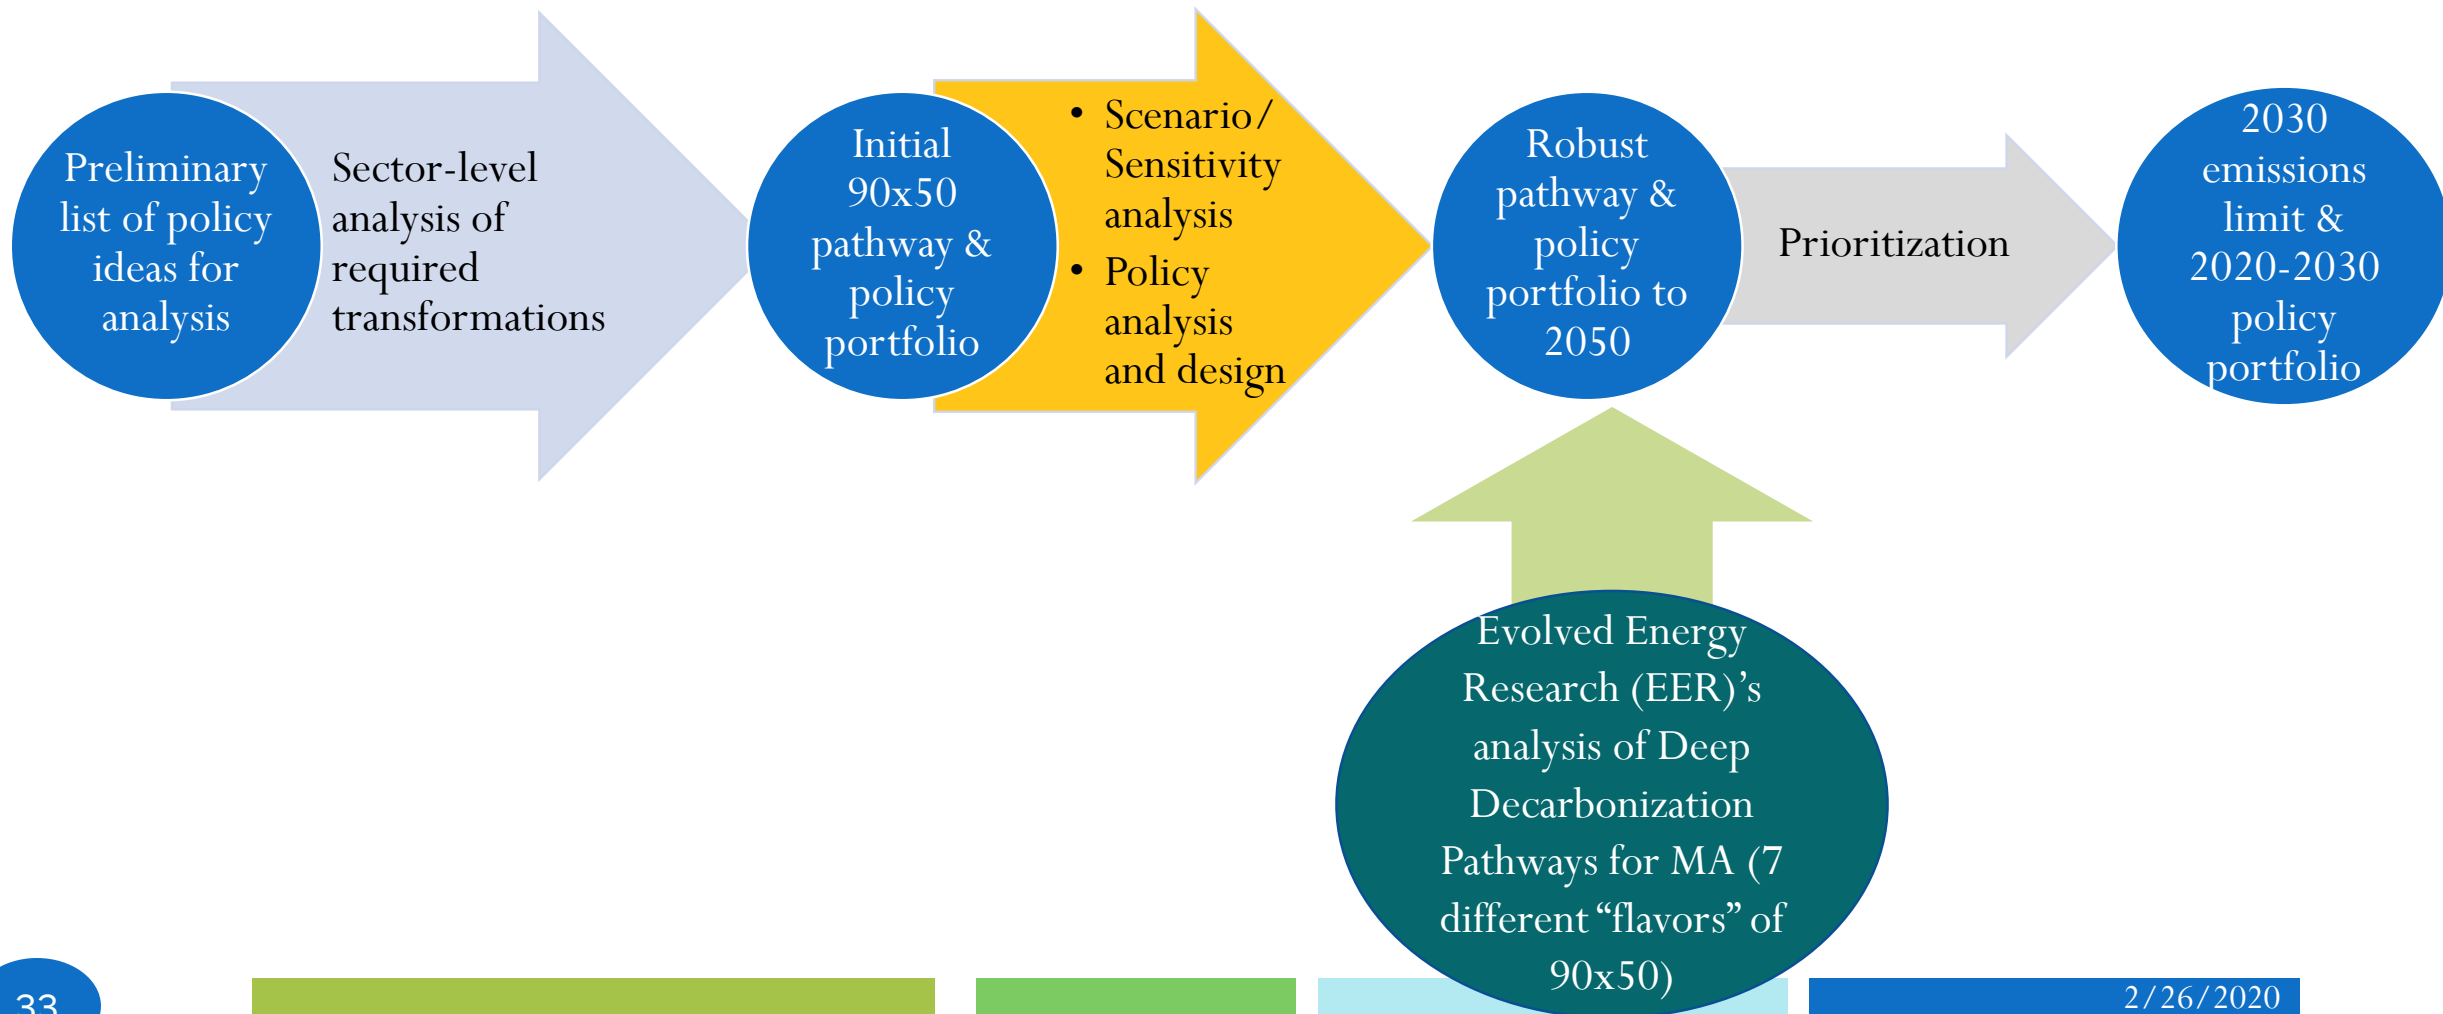 Preliminary
list of policy
ideas for
analysis
Sector-level
analysis of
required
transformations
Initial
90x50
pathway &
policy
portfolio
• Scenario/
Sensitivity
analysis
• Policy
analysis
and design
Robust
pathway &
policy
portfolio to
2050
Prioritization
2030
emissions
limit &
2020-2030
policy
portfolio
Evolved Energy
Research (EER)’s
analysis of Deep
Decarbonization
Pathways for MA (7
different “flavors” of
90x50)
33
2/26/2020